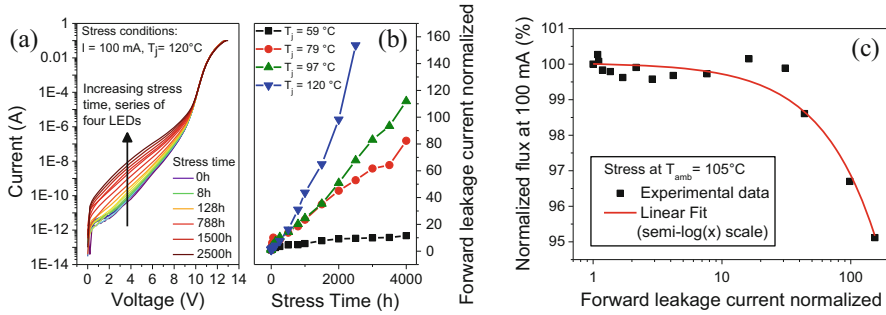 (a)
Stress conditions:
I = 100 mA, Tj= 120°C
Increasing stress
time, series of
four LEDs
Stress time
0h
8h
128h
788h
1500h
2500h
1
0.01
1E-4
1E-6
1E-8
1E-10
1E-12
1E-14
Current (A)
0 2 4 6 8 10 12 14
Voltage (V)
(b)
Tj = 59 °C
Tj = 79 °C
Tj = 97 °C
Tj = 120 °C
160
140
120
100
80
60
40
20
0
Forward leakage current normalized
0 2000 4000
Stress Time (h)
(c)
101
100
99
98
97
96
95
Normalized flux at 100 mA (%)
Stress at Tamb= 105°C
Experimental data
Linear Fit
(semi-log(x) scale)
1 10 100
Forward leakage current normalized